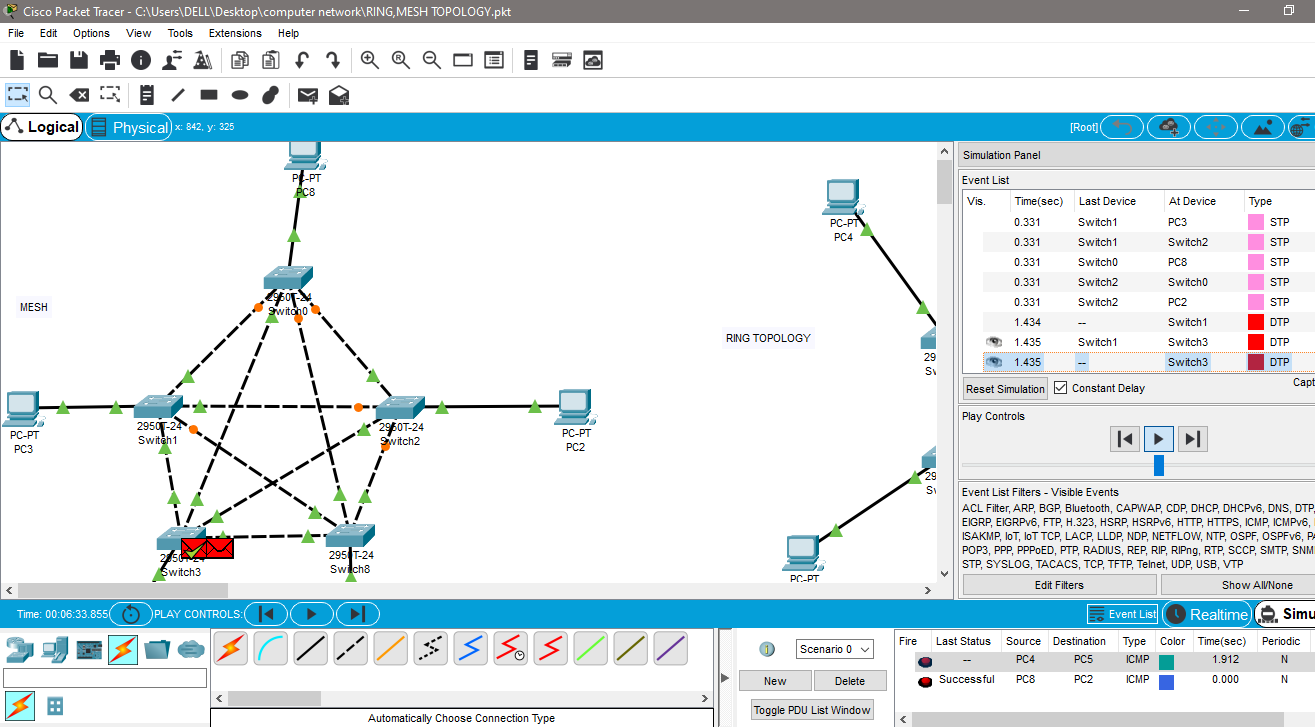 Cisco Packet Tracer - C:\Users\DELL\Desktop\computer network\RING,MESH TOPOLOGY.pkt
File Edit Options View Tools Extensions Help
Logical Physical x: 842, y: 325 [Root]
PC-PT
PC8
2950T-24
Switch0
MESH
PC-PT
PC3
2950T-24
Switch1
2950T-24
Switch2
PC-PT
PC2
2950T-24
Switch3
2950T-24
Switch8
PC-PT
PC4
RING TOPOLOGY
29
Sw
29
Sw
PC-PT
Simulation Panel
Event List
Vis. Time(sec) Last Device At Device Type
0.331 Switch1 PC3 STP
0.331 Switch1 Switch2 STP
0.331 Switch0 PC8 STP
0.331 Switch2 Switch0 STP
0.331 Switch2 PC2 STP
1.434 -- Switch1 DTP
1.435 Switch1 Switch3 DTP
1.435 -- Switch3 DTP
Reset Simulation Constant Delay Capt
Play Controls
Event List Filters - Visible Events
ACL Filter, ARP, BGP, Bluetooth, CAPWAP, CDP, DHCP, DHCPv6, DNS, DTP,
EIGRP, EIGRPv6, FTP, H.323, HSRP, HSRPv6, HTTP, HTTPS, ICMP, ICMPv6,
ISAKMP, IoT, IoT TCP, LACP, LLDP, NDP, NETFLOW, NTP, OSPF, OSPFv6, PA
POP3, PPP, PPPoED, PTP, RADIUS, REP, RIP, RIPng, RTP, SCCP, SMTP, SNM
STP, SYSLOG, TACACS, TCP, TFTP, Telnet, UDP, USB, VTP
Edit Filters Show All/None
Time: 00:06:33.855 PLAY CONTROLS: Event List Realtime Simu
Scenario 0
New Delete
Toggle PDU List Window
Fire Last Status Source Destination Type Color Time(sec) Periodic
-- PC4 PC5 ICMP 1.912 N
Successful PC8 PC2 ICMP 0.000 N
Automatically Choose Connection Type